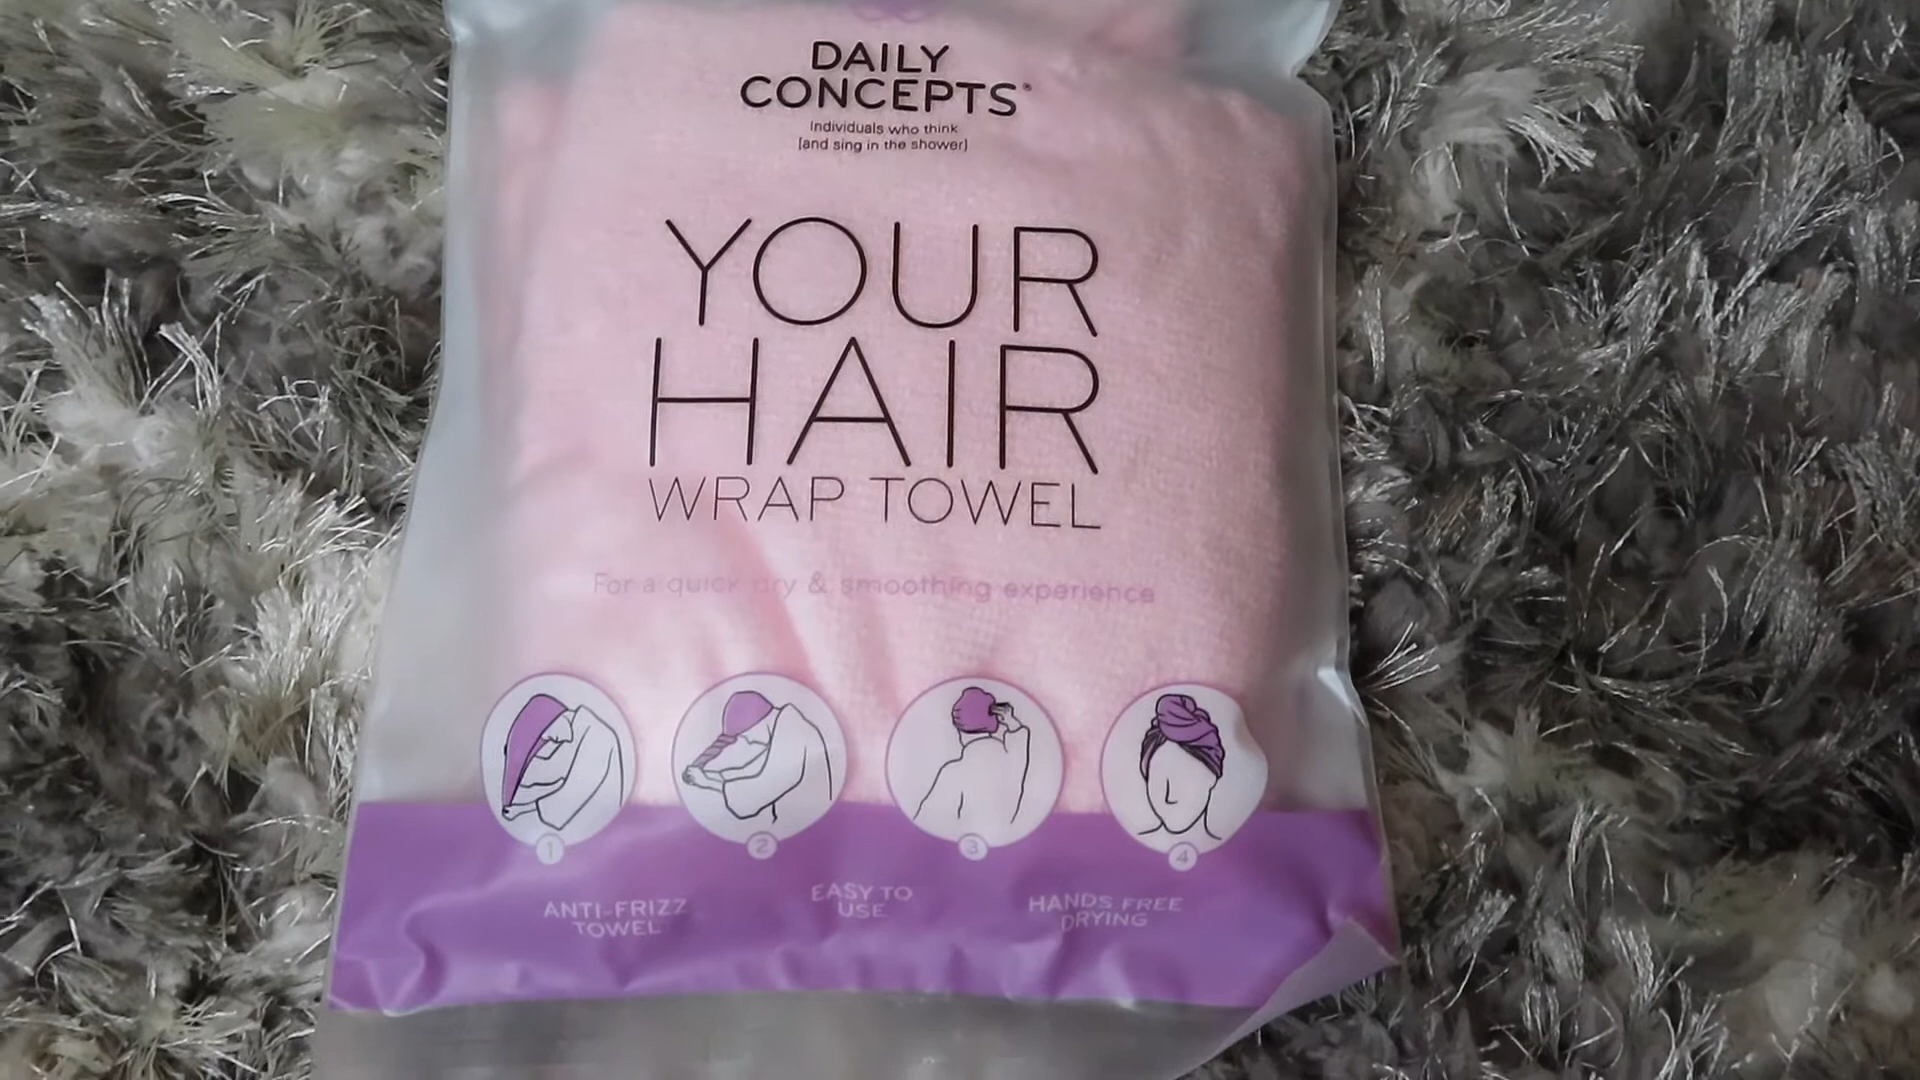 DAILY
CONCEPTS®
Individuals who think
[and sing in the shower]
YOUR
HAIR
WRAP TOWEL
For a quick dry & smoothing experience
1
2
3
4
ANTI-FRIZZ
TOWEL
EASY TO
USE
HANDS FREE
DRYING